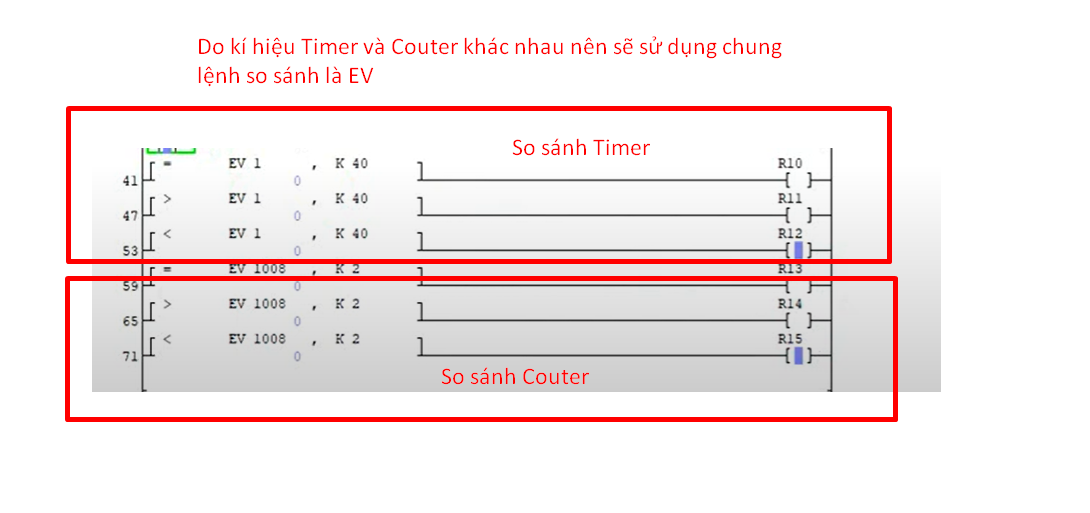 Do kí hiệu Timer và Couter khác nhau nên sẽ sử dụng chung
lệnh so sánh là EV
So sánh Timer
= EV 1 , K 40 R10
41 0
> EV 1 , K 40 R11
47 0
< EV 1 , K 40 R12
53 0
= EV 1008 , K 2 R13
59 0
> EV 1008 , K 2 R14
65 0
< EV 1008 , K 2 R15
71 0
So sánh Couter